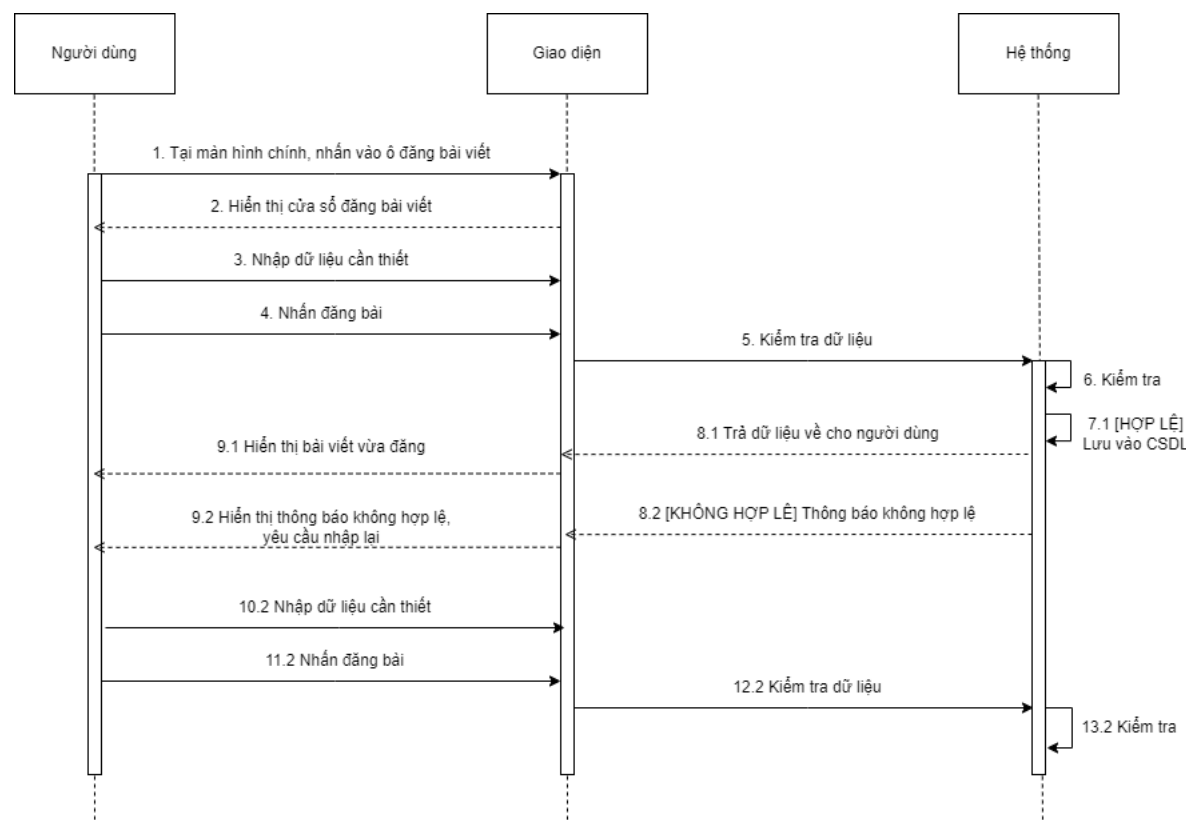 Người dùng
Giao diện
Hệ thống
1. Tại màn hình chính, nhấn vào ô đăng bài viết
2. Hiển thị cửa sổ đăng bài viết
3. Nhập dữ liệu cần thiết
4. Nhấn đăng bài
5. Kiểm tra dữ liệu
6. Kiểm tra
7.1 [HỢP LỆ]
Lưu vào CSDL
8.1 Trả dữ liệu về cho người dùng
9.1 Hiển thị bài viết vừa đăng
8.2 [KHÔNG HỢP LỆ] Thông báo không hợp lệ
9.2 Hiển thị thông báo không hợp lệ,
yêu cầu nhập lại
10.2 Nhập dữ liệu cần thiết
11.2 Nhấn đăng bài
12.2 Kiểm tra dữ liệu
13.2 Kiểm tra